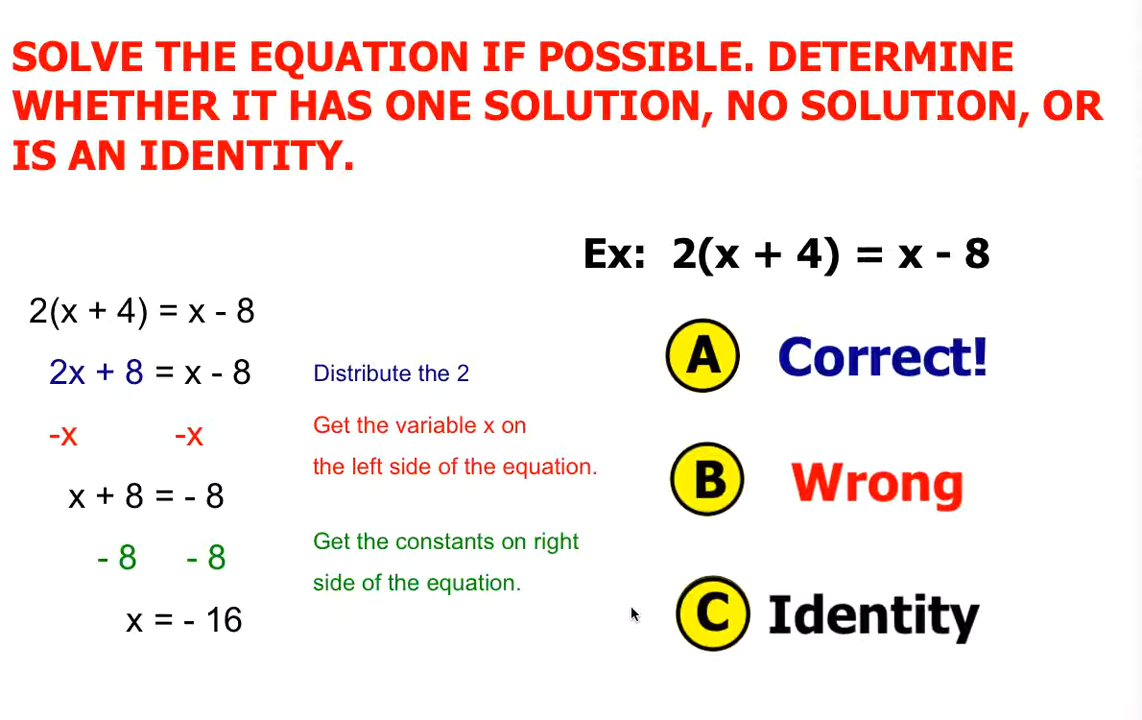 SOLVE THE EQUATION IF POSSIBLE. DETERMINE
WHETHER IT HAS ONE SOLUTION, NO SOLUTION, OR
IS AN IDENTITY.
Ex: 2(x + 4) = x - 8
2(x + 4) = x - 8
2x + 8 = x - 8
Distribute the 2
-x -x
Get the variable x on
the left side of the equation.
x + 8 = - 8
- 8 - 8
Get the constants on right
side of the equation.
x = - 16
A Correct!
B Wrong
C Identity